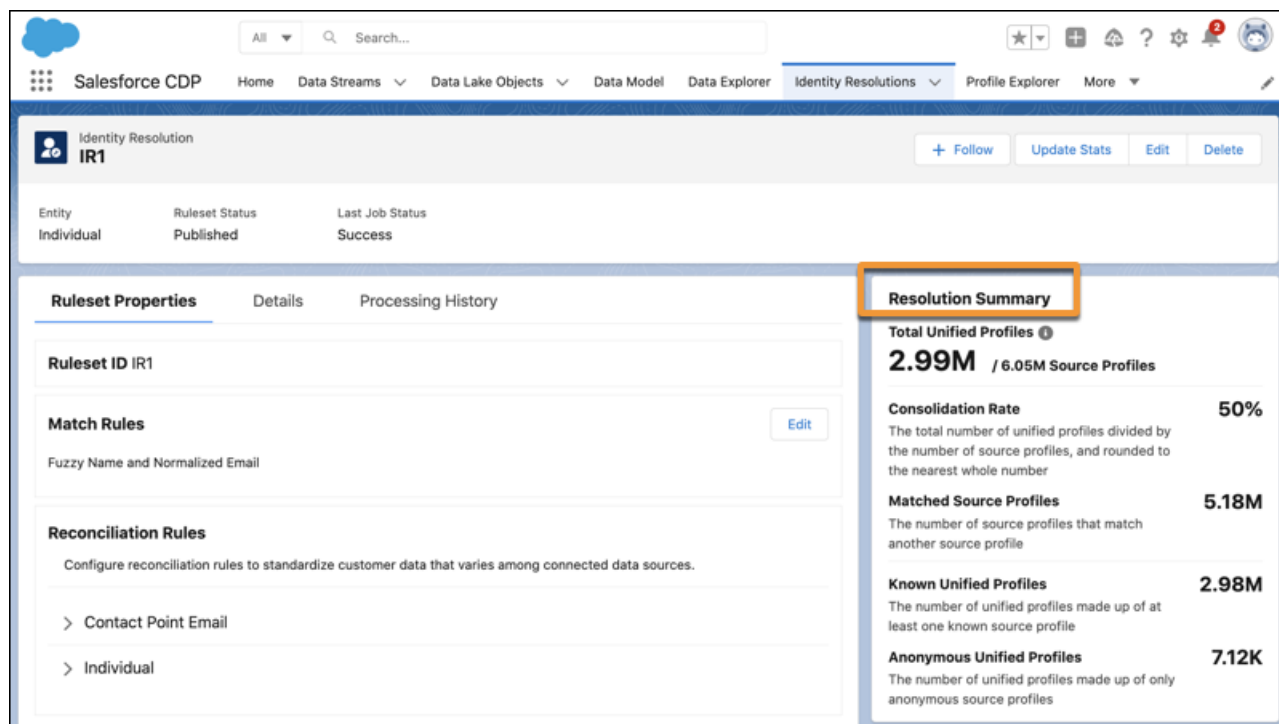 All
Search...
2
Salesforce CDP
Home
Data Streams
Data Lake Objects
Data Model
Data Explorer
Identity Resolutions
Profile Explorer
More
Identity Resolution
IR1
Follow
Update Stats
Edit
Delete
Entity
Individual
Ruleset Status
Published
Last Job Status
Success
Ruleset Properties
Details
Processing History
Ruleset ID IR1
Match Rules
Edit
Fuzzy Name and Normalized Email
Reconciliation Rules
Configure reconciliation rules to standardize customer data that varies among connected data sources.
Contact Point Email
Individual
Resolution Summary
Total Unified Profiles
2.99M / 6.05M Source Profiles
Consolidation Rate
50%
The total number of unified profiles divided by
the number of source profiles, and rounded to
the nearest whole number
Matched Source Profiles
5.18M
The number of source profiles that match
another source profile
Known Unified Profiles
2.98M
The number of unified profiles made up of at
least one known source profile
Anonymous Unified Profiles
7.12K
The number of unified profiles made up of only
anonymous source profiles